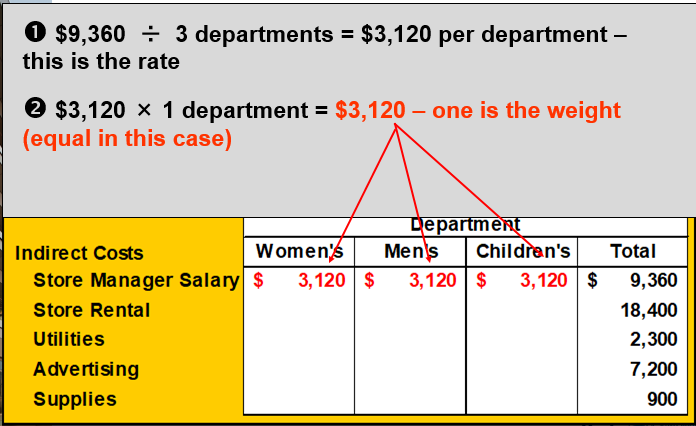 ❶ $9,360 ÷ 3 departments = $3,120 per department –
this is the rate
❷ $3,120 × 1 department = $3,120 – one is the weight
(equal in this case)
Department
Indirect Costs Women's Men's Children's Total
Store Manager Salary $ 3,120 $ 3,120 $ 3,120 $ 9,360
Store Rental 18,400
Utilities 2,300
Advertising 7,200
Supplies 900